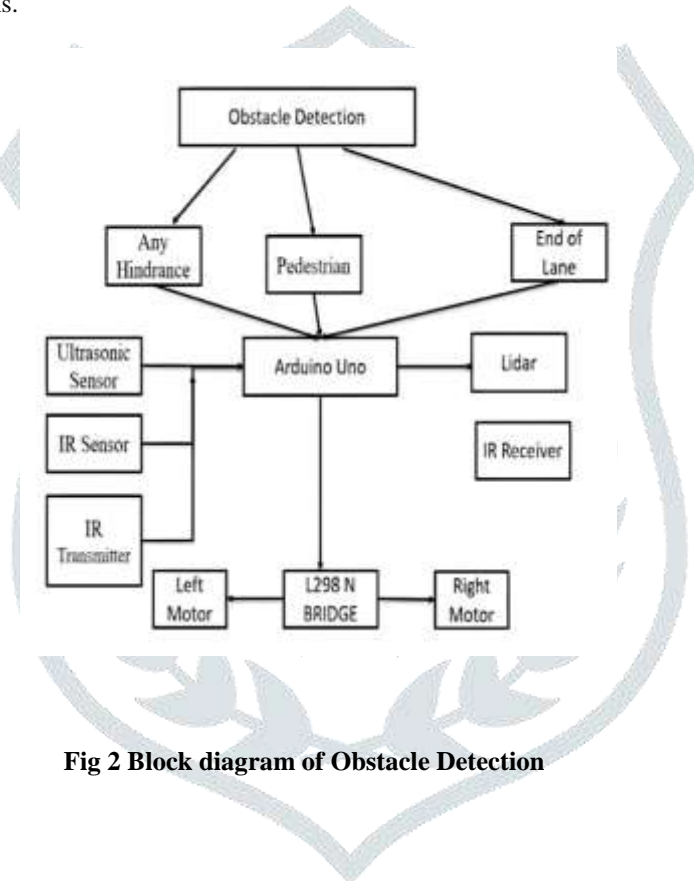 ns.
Obstacle Detection
Any
Hindrance
Pedestrian
End of
Lane
Ultrasonic
Sensor
Arduino Uno
Lidar
IR Sensor
IR Receiver
IR
Transmitter
Left
Motor
L298 N
BRIDGE
Right
Motor
Fig 2 Block diagram of Obstacle Detection